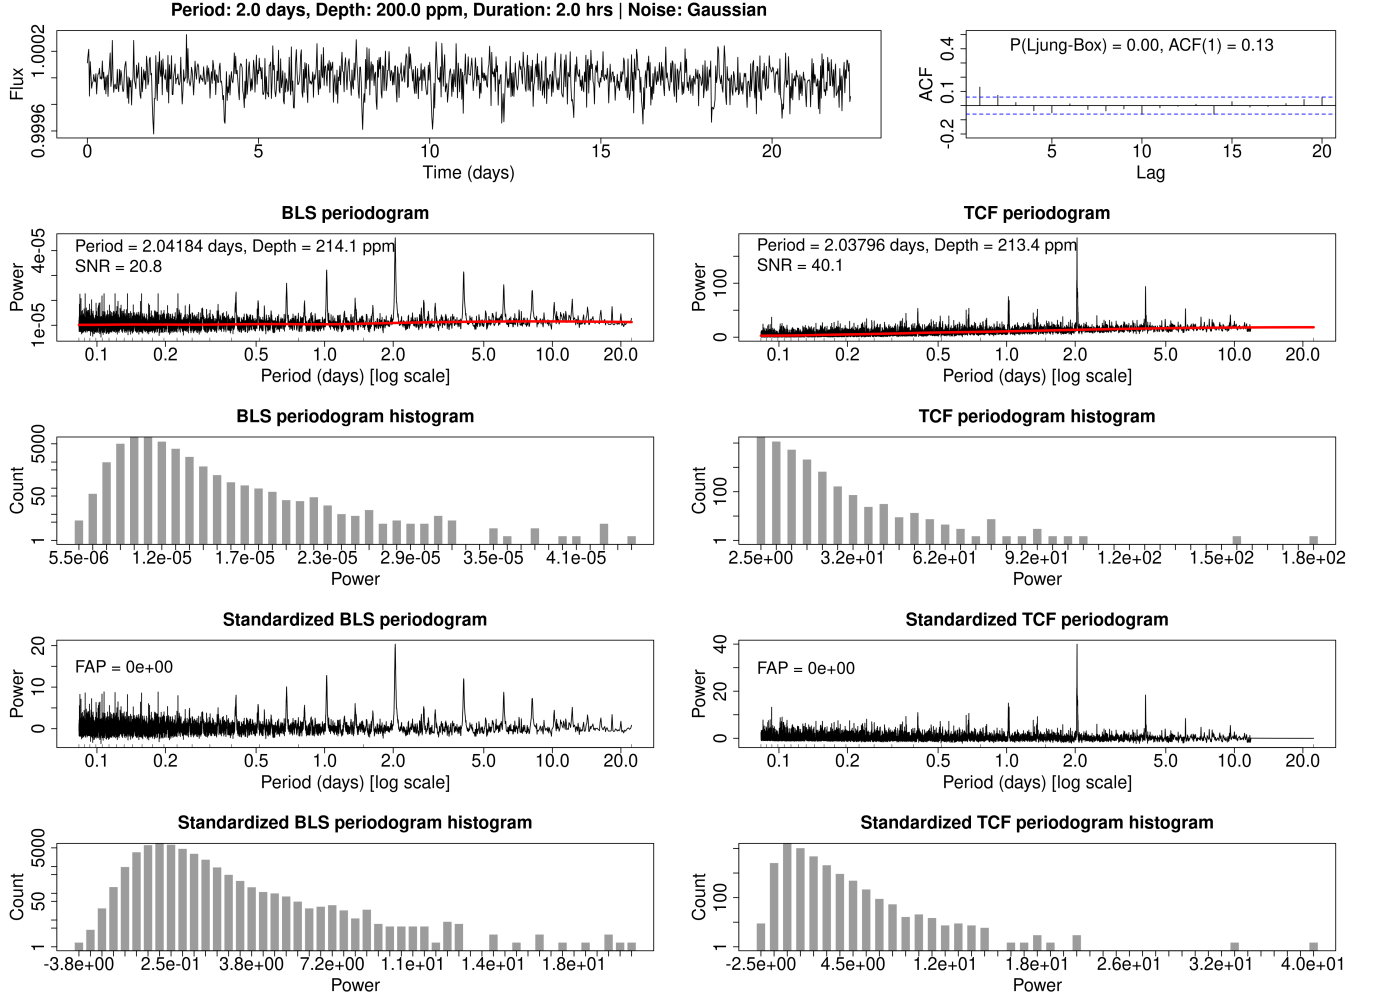 Period: 2.0 days, Depth: 200.0 ppm, Duration: 2.0 hrs | Noise: Gaussian
Flux
0.9996 1.0002
0 5 10 15 20
Time (days)
P(Ljung-Box) = 0.00, ACF(1) = 0.13
ACF
-0.2 0.1 0.4
5 10 15 20
Lag
BLS periodogram
Period = 2.04184 days, Depth = 214.1 ppm
SNR = 20.8
Power
1e-05 4e-05
0.1 0.2 0.5 1.0 2.0 5.0 10.0 20.0
Period (days) [log scale]
TCF periodogram
Period = 2.03796 days, Depth = 213.4 ppm
SNR = 40.1
Power
0 100
0.1 0.2 0.5 1.0 2.0 5.0 10.0 20.0
Period (days) [log scale]
BLS periodogram histogram
Count
1 50 5000
5.5e-06 1.2e-05 1.7e-05 2.3e-05 2.9e-05 3.5e-05 4.1e-05
Power
TCF periodogram histogram
Count
1 100
2.5e+00 3.2e+01 6.2e+01 9.2e+01 1.2e+02 1.5e+02 1.8e+02
Power
Standardized BLS periodogram
FAP = 0e+00
Power
0 10 20
0.1 0.2 0.5 1.0 2.0 5.0 10.0 20.0
Period (days) [log scale]
Standardized TCF periodogram
FAP = 0e+00
Power
0 20 40
0.1 0.2 0.5 1.0 2.0 5.0 10.0 20.0
Period (days) [log scale]
Standardized BLS periodogram histogram
Count
1 50 5000
-3.8e+00 2.5e-01 3.8e+00 7.2e+00 1.1e+01 1.4e+01 1.8e+01
Power
Standardized TCF periodogram histogram
Count
1 100
-2.5e+00 4.5e+00 1.2e+01 1.8e+01 2.6e+01 3.2e+01 4.0e+01
Power